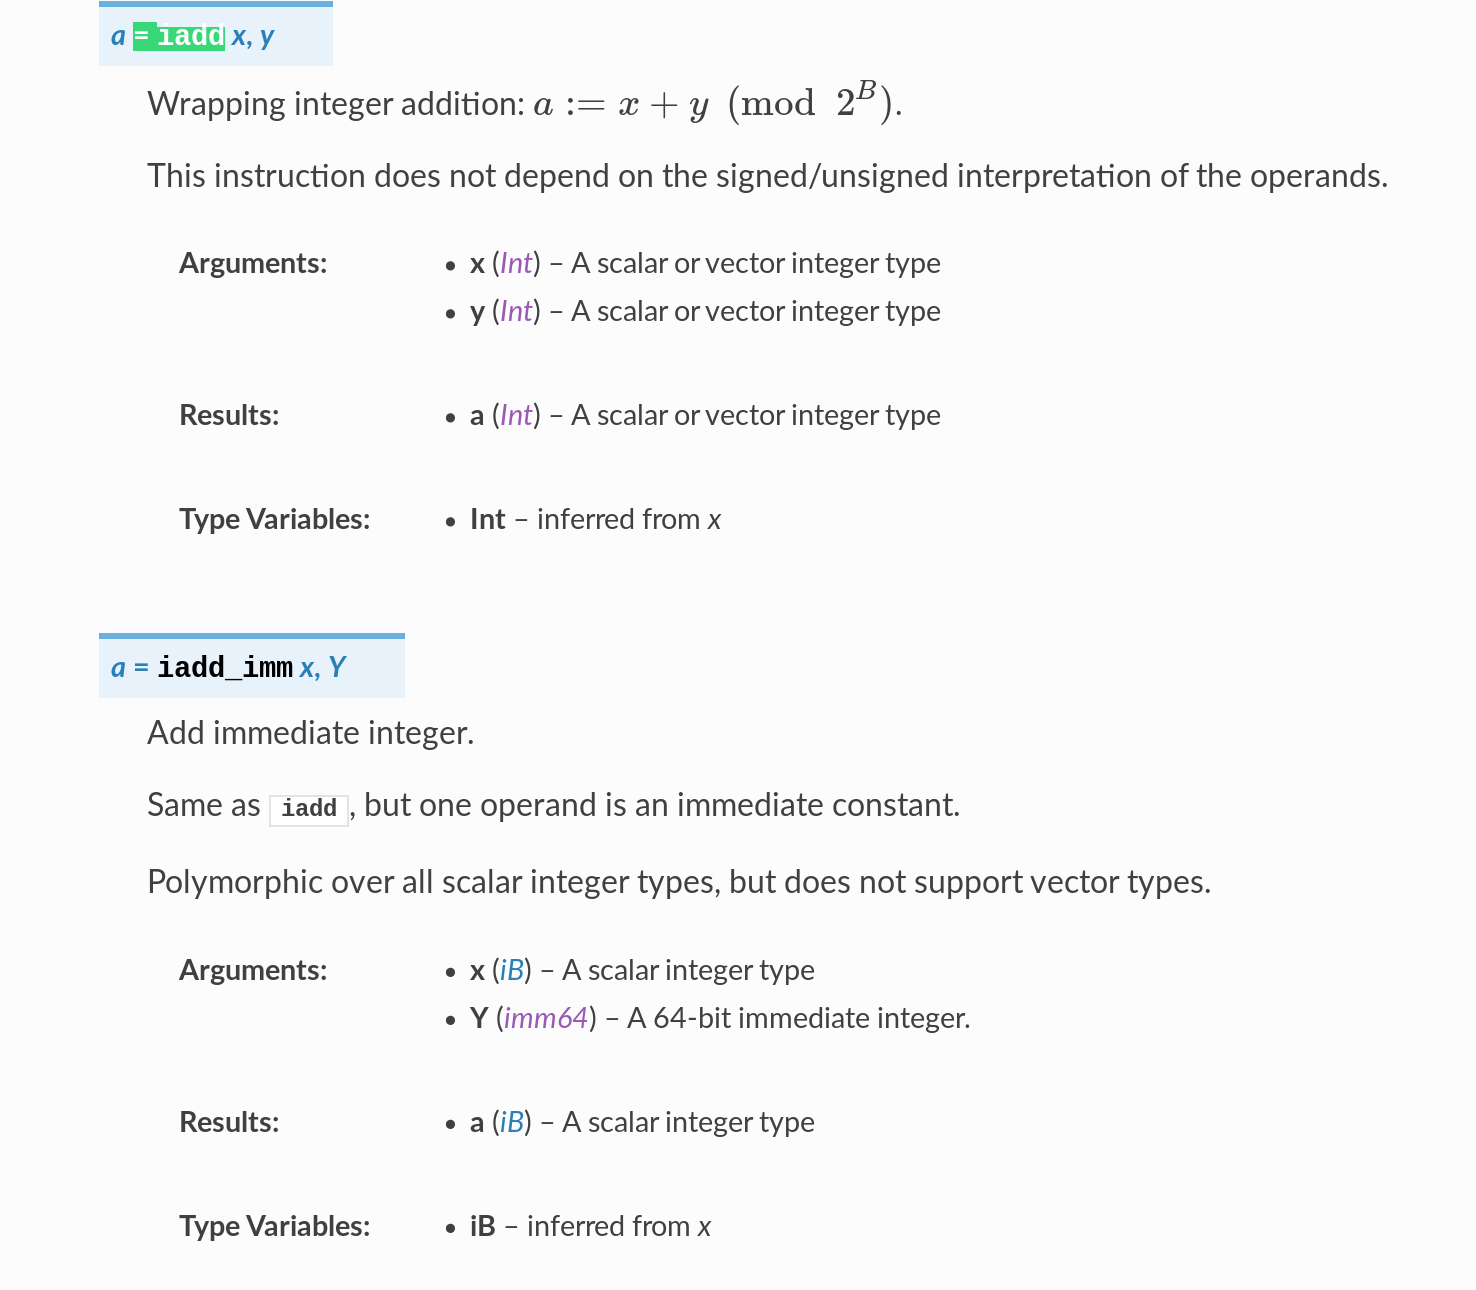 a = iadd x, y
Wrapping integer addition: a := x + y (mod 2^B).
This instruction does not depend on the signed/unsigned interpretation of the operands.
Arguments: • x (Int) – A scalar or vector integer type
• y (Int) – A scalar or vector integer type
Results: • a (Int) – A scalar or vector integer type
Type Variables: • Int – inferred from x
a = iadd_imm x, Y
Add immediate integer.
Same as iadd , but one operand is an immediate constant.
Polymorphic over all scalar integer types, but does not support vector types.
Arguments: • x (iB) – A scalar integer type
• Y (imm64) – A 64-bit immediate integer.
Results: • a (iB) – A scalar integer type
Type Variables: • iB – inferred from x